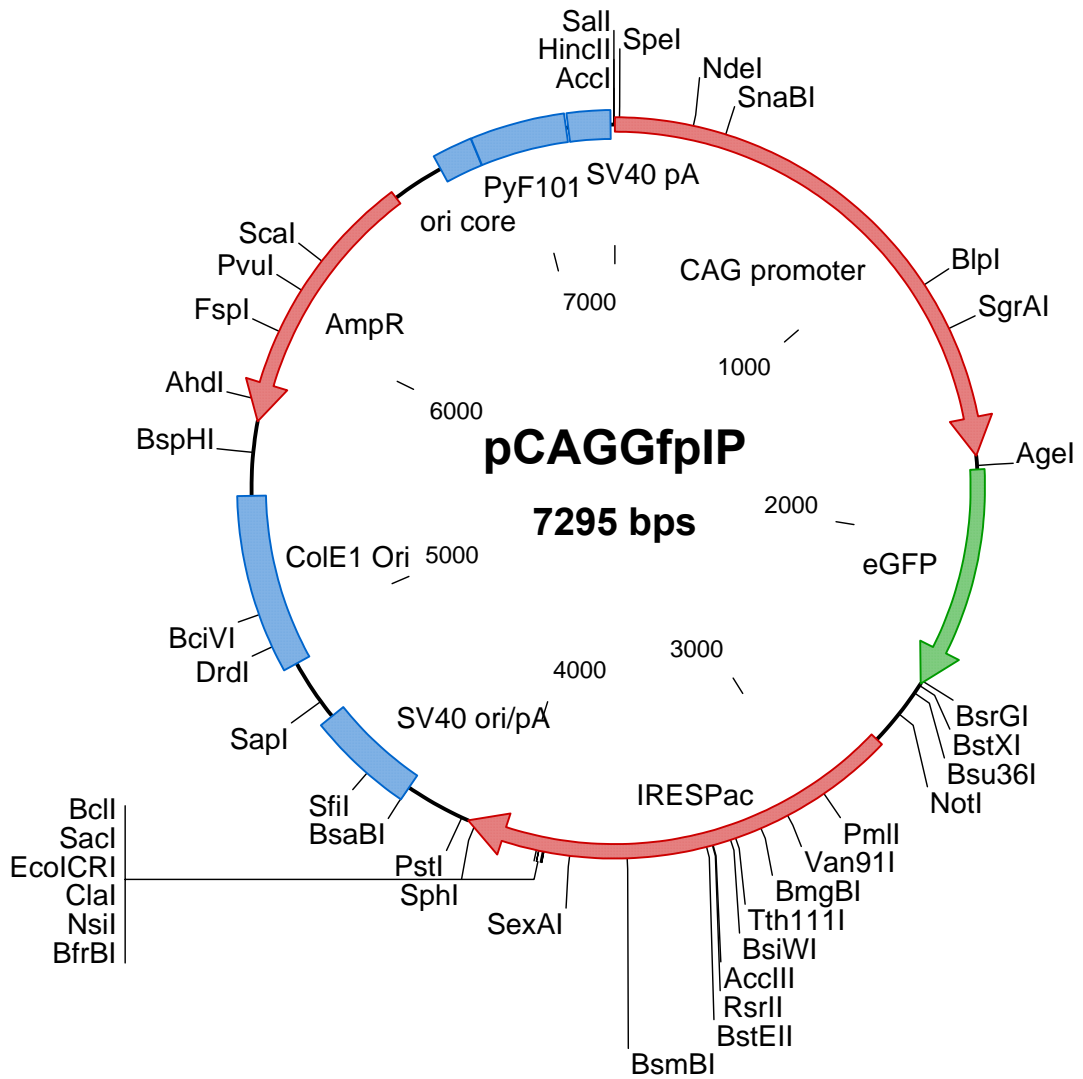 SalI
HincII
AccI
SpeI
NdeI
SnaBI
BlpI
SgrAI
AgeI
BsrGI
BstXI
Bsu36I
NotI
PmlI
Van91I
BmgBI
Tth111I
BsiWI
AccIII
RsrII
BstEII
BsmBI
SexAI
BclI
SacI
EcolCRI
ClaI
NsiI
BfrBI
SphI
PstI
BsaBI
SfiI
SapI
DrdI
BciVI
BspHI
AhdI
FspI
PvuI
ScaI
SV40 pA
PyF101
ori core
AmpR
ColE1 Ori
SV40 ori/pA
IRESPac
eGFP
CAG promoter
1000
2000
3000
4000
5000
6000
7000
pCAGGfpIP
7295 bps